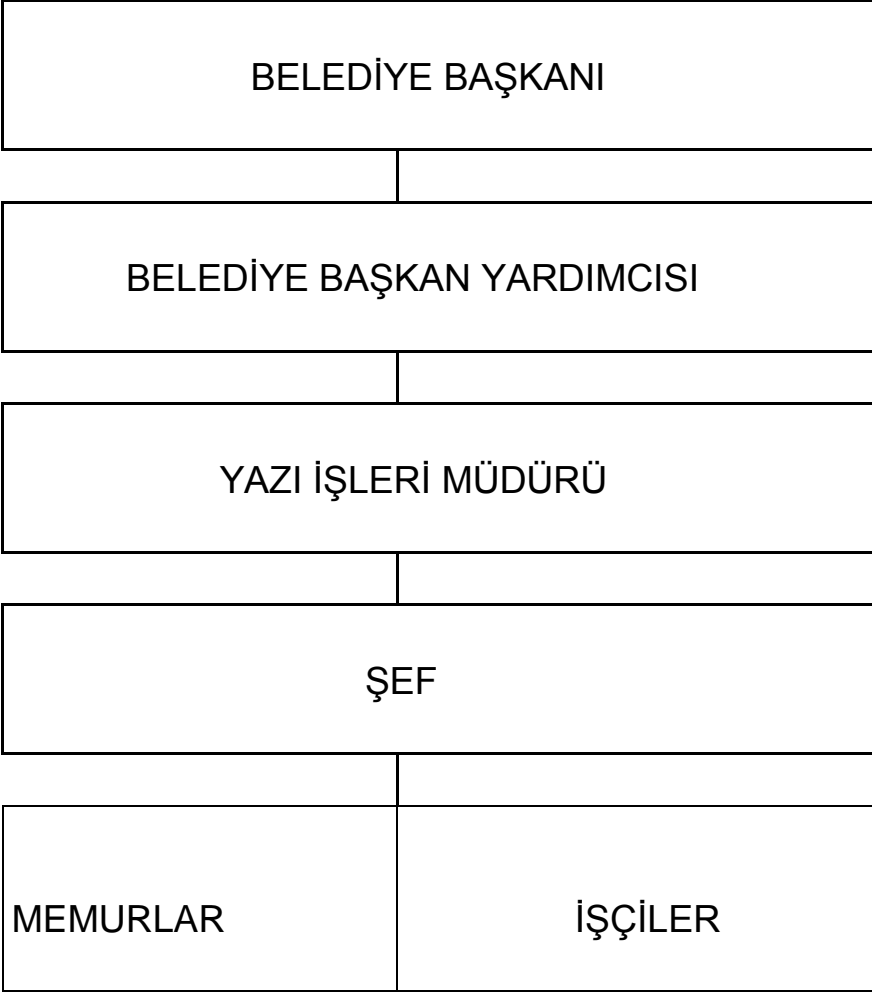 BELEDİYE BAŞKANI
BELEDİYE BAŞKAN YARDIMCISI
YAZI İŞLERİ MÜDÜRÜ
ŞEF
MEMURLAR İŞÇİLER